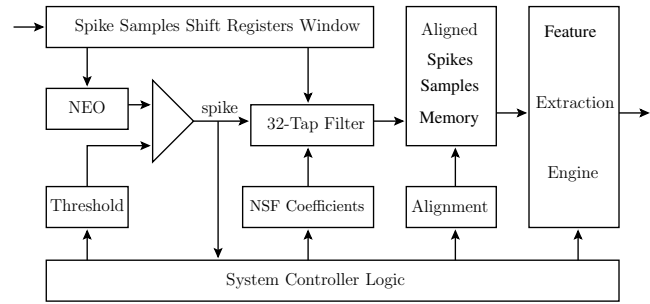 Spike Samples Shift Registers Window
NEO
spike
32-Tap Filter
Aligned
Spikes
Samples
Memory
Feature
Extraction
Engine
Threshold
NSF Coefficients
Alignment
System Controller Logic